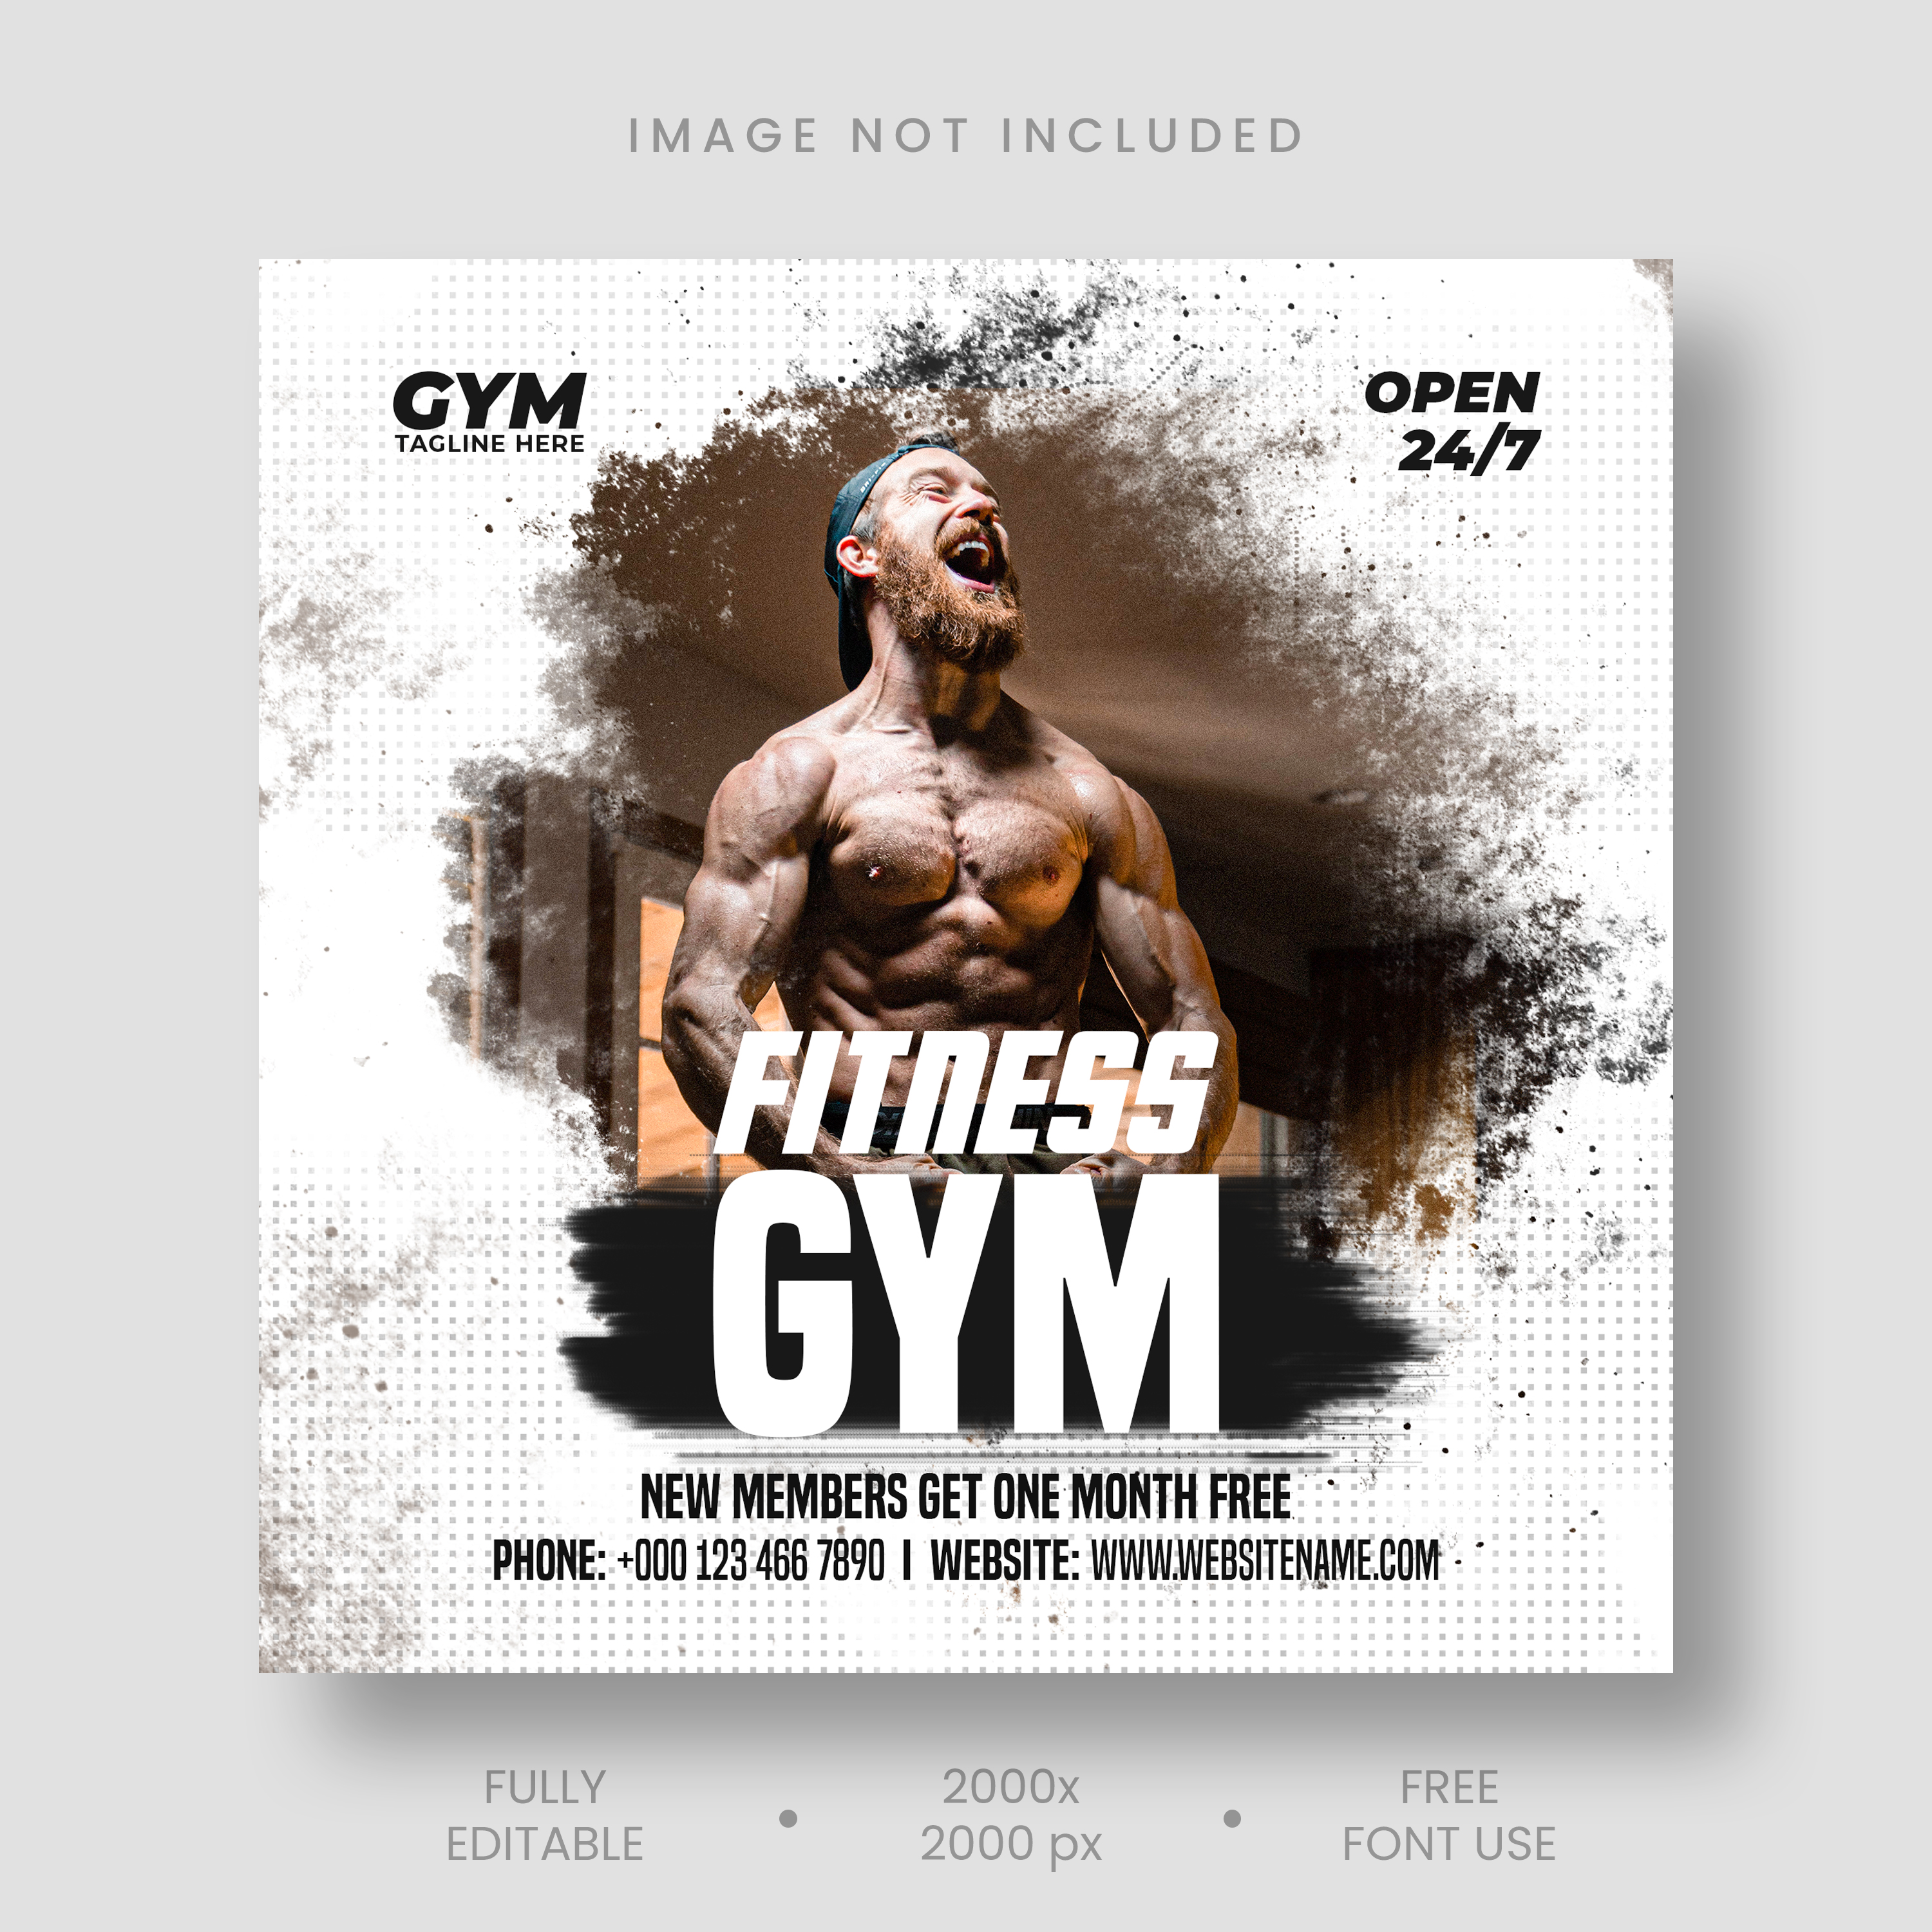 IMAGE NOT INCLUDED
GYM
TAGLINE HERE
OPEN
24/7
FITNESS
GYM
NEW MEMBERS GET ONE MONTH FREE
PHONE: +000 123 466 7890 I WEBSITE: WWW.WEBSITENAME.COM
FULLY
EDITABLE
2000x
2000 px
FREE
FONT USE